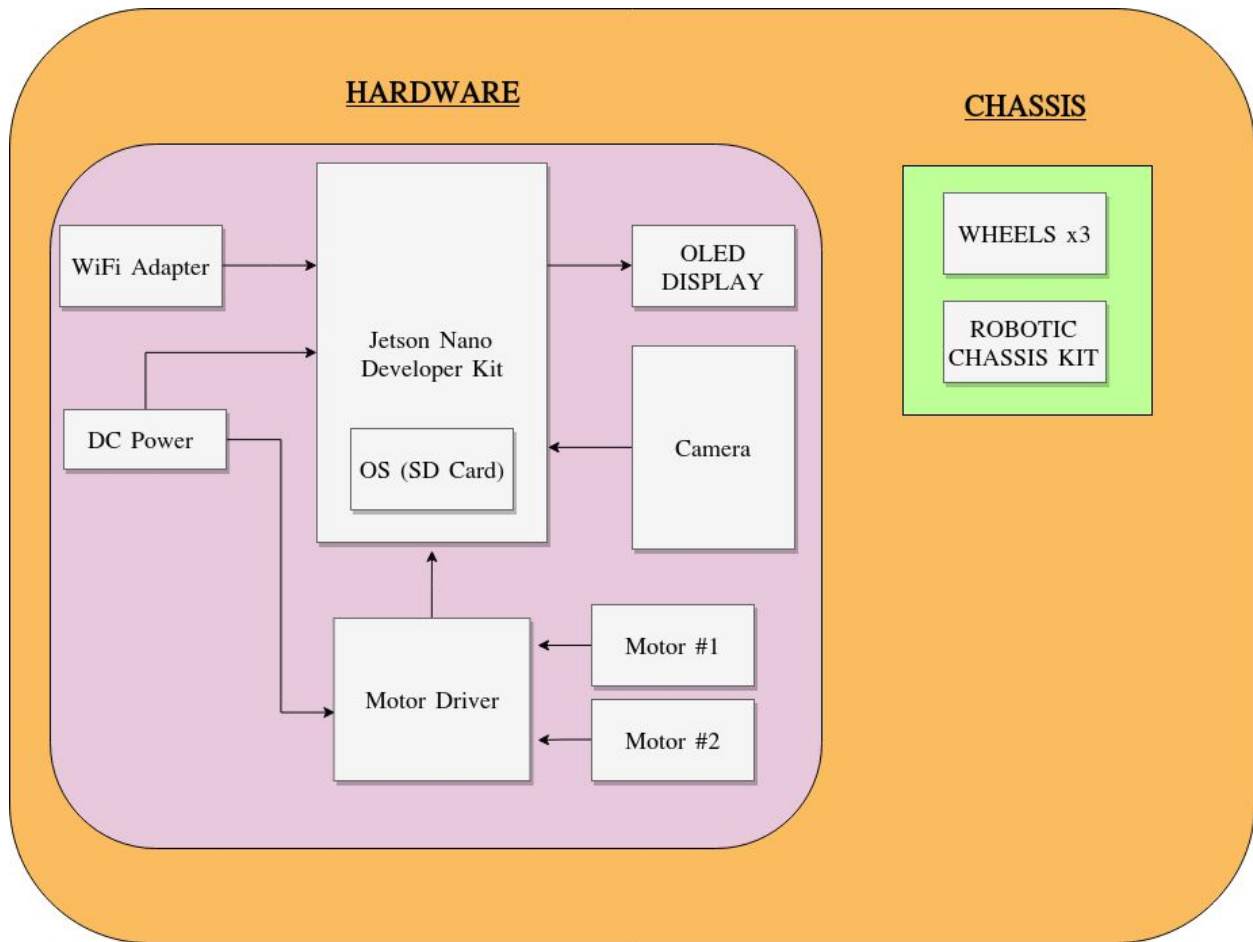 HARDWARE
CHASSIS
WiFi Adapter
DC Power
Jetson Nano
Developer Kit
OS (SD Card)
OLED
DISPLAY
Camera
Motor Driver
Motor #1
Motor #2
WHEELS x3
ROBOTIC
CHASSIS KIT